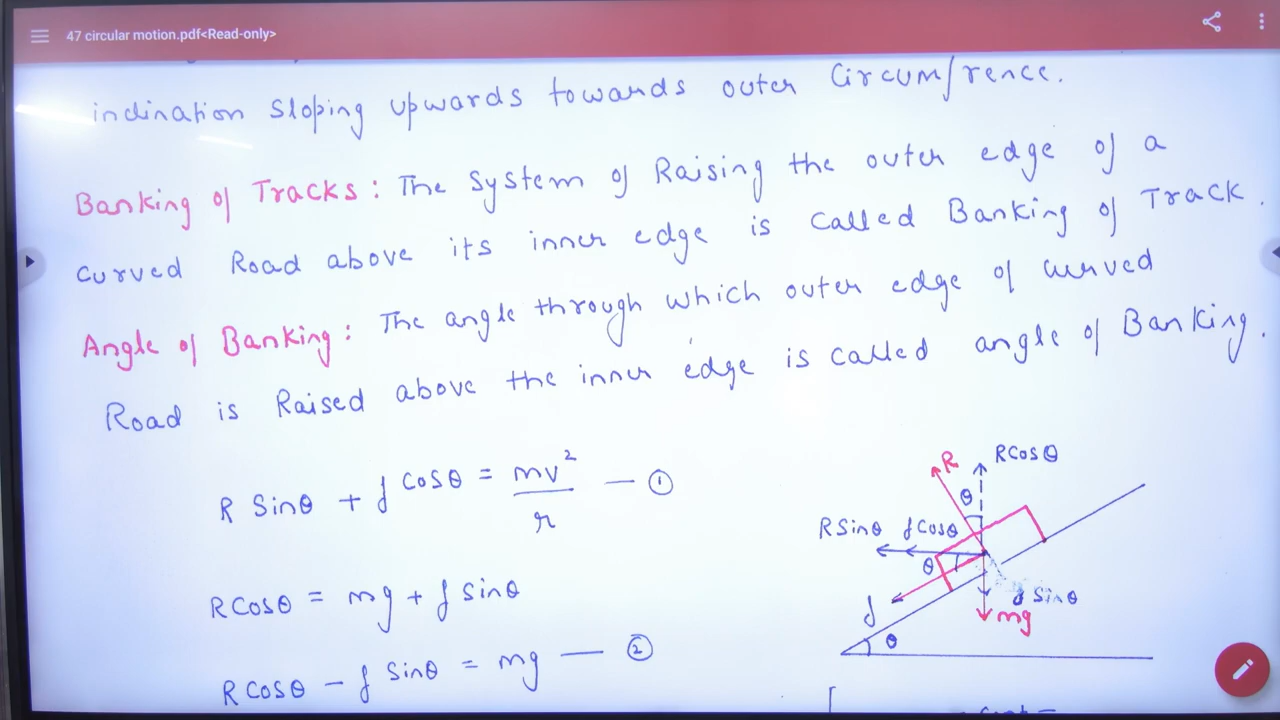 47 circular motion.pdf<Read-only>
inclination sloping upwards towards outer Circumfrence.
Banking of Tracks: The System of Raising the outer edge of a
curved Road above its inner edge is called Banking of Track.
Angle of Banking: The angle through which outer edge of curved
Road is Raised above the inner edge is called angle of Banking.
R Sinθ + f Cosθ = mv²/r — ①
RCosθ = mg + f sinθ
RCosθ − f Sinθ = mg — ②
R
RCosθ
θ
RSinθ fCosθ
θ
f
f Sinθ
mg
θ